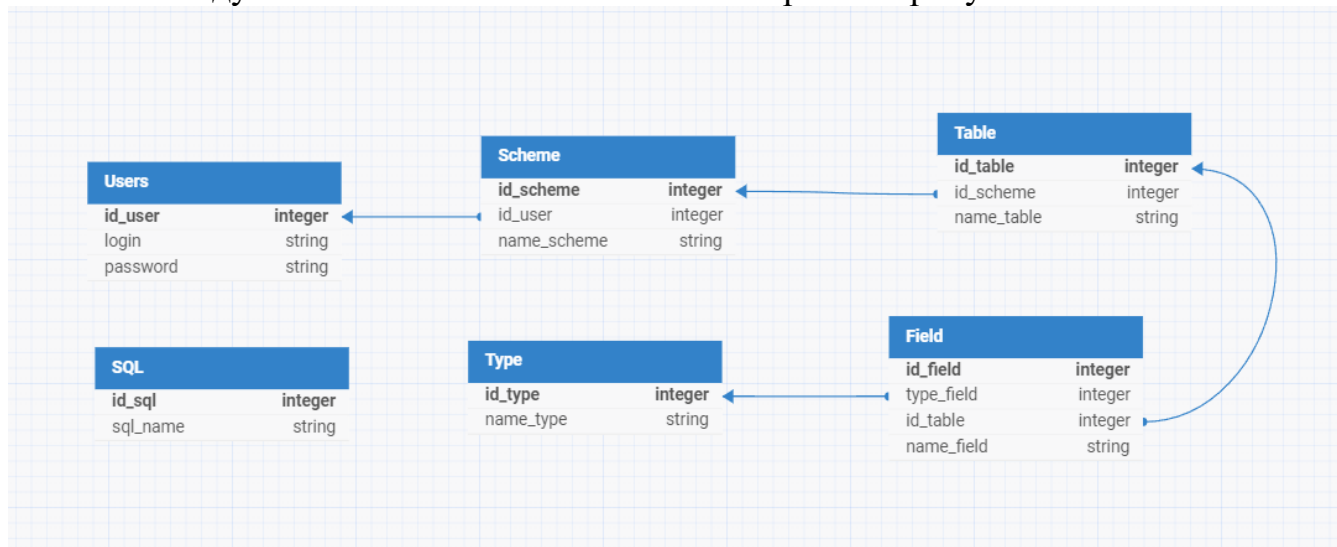 Users
id_user integer
login string
password string
Scheme
id_scheme integer
id_user integer
name_scheme string
Table
id_table integer
id_scheme integer
name_table string
SQL
id_sql integer
sql_name string
Type
id_type integer
name_type string
Field
id_field integer
type_field integer
id_table integer
name_field string